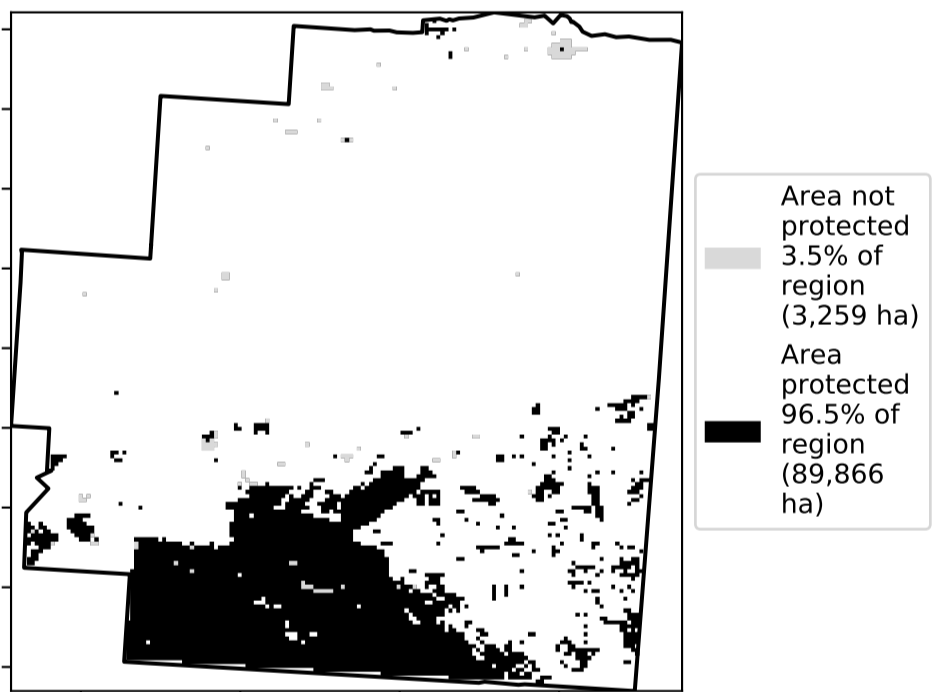 Area not
protected
3.5% of
region
(3,259 ha)
Area
protected
96.5% of
region
(89,866
ha)